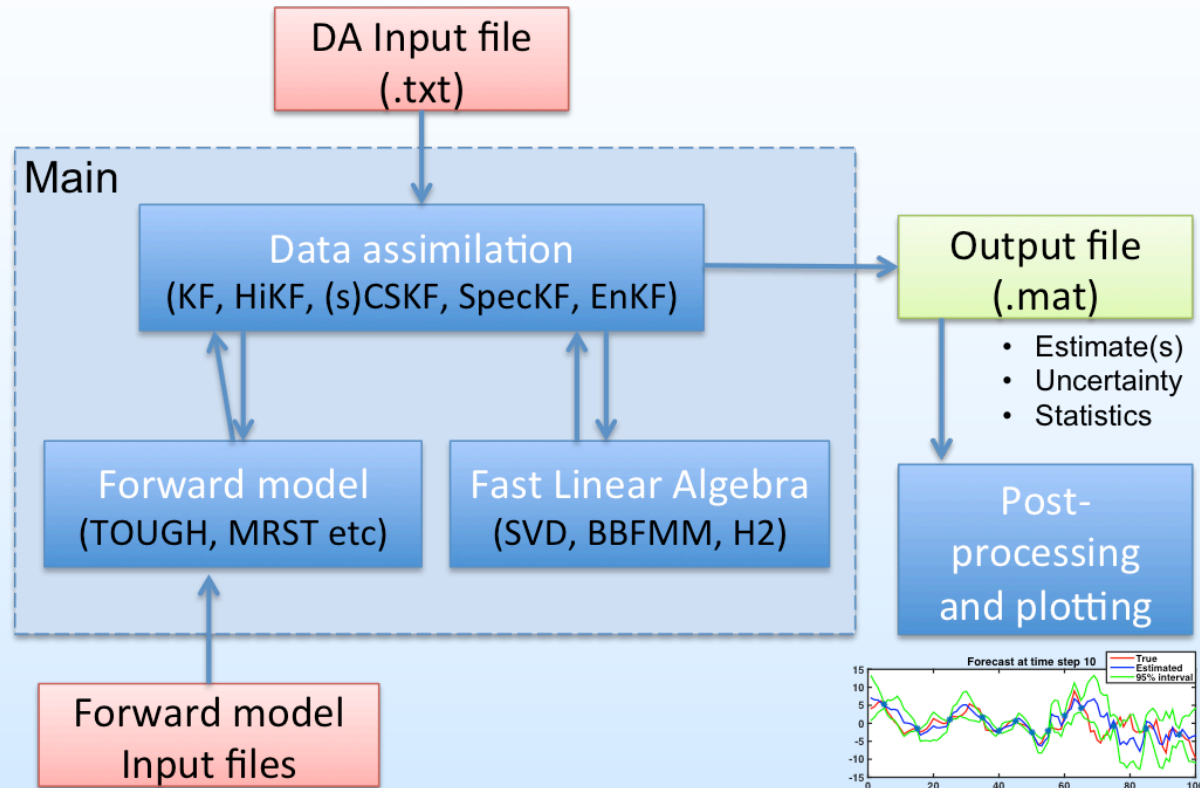 DA Input file
(.txt)
Main
Data assimilation
(KF, HiKF, (s)CSKF, SpecKF, EnKF)
Output file
(.mat)
• Estimate(s)
• Uncertainty
• Statistics
Forward model
(TOUGH, MRST etc)
Fast Linear Algebra
(SVD, BBFMM, H2)
Post-
processing
and plotting
Forward model
Input files
Forecast at time step 10
True
Estimated
95% interval
15
10
5
0
-5
-10
-15
0 20 40 60 80 100